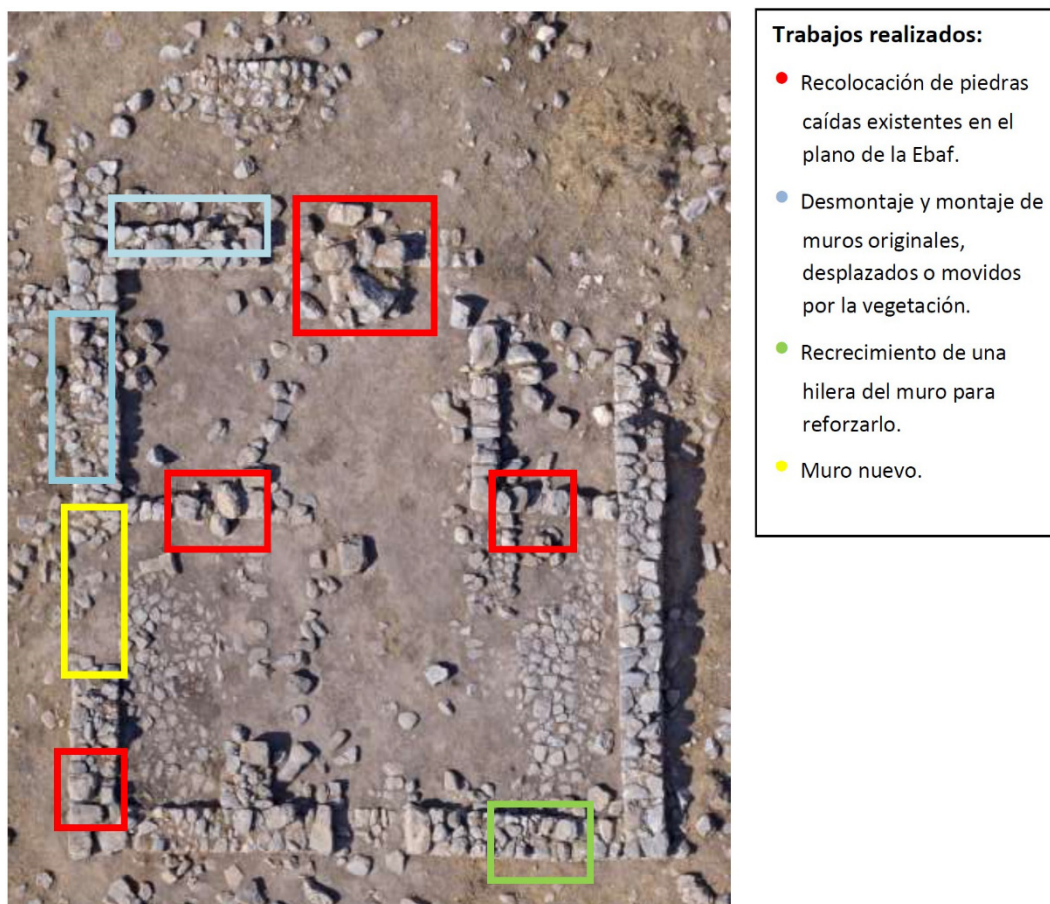 Trabajos realizados:
Recolocación de piedras
caídas existentes en el
plano de la Ebaf.
Desmontaje y montaje de
muros originales,
desplazados o movidos
por la vegetación.
Recrecimiento de una
hilera del muro para
reforzarlo.
Muro nuevo.